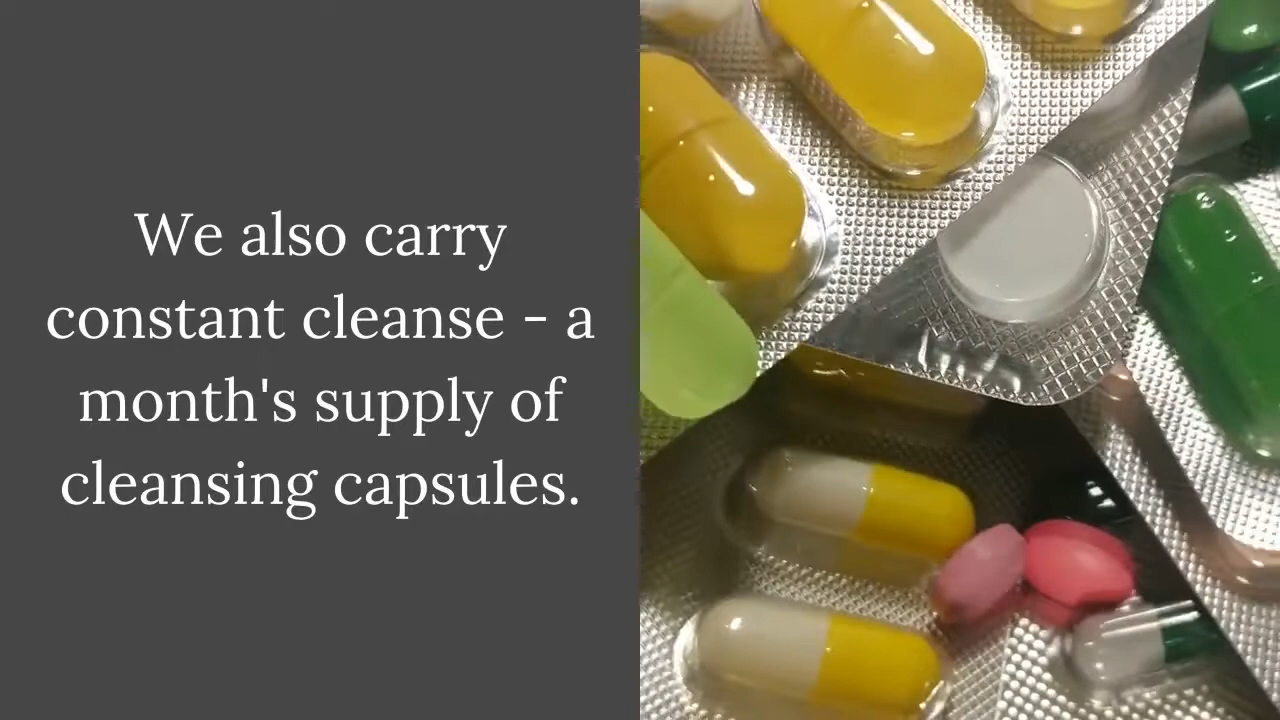 We also carry
constant cleanse - a
month's supply of
cleansing capsules.